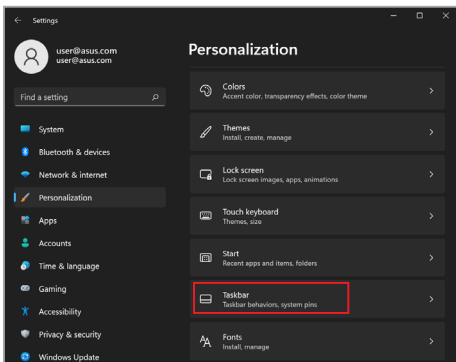 Settings
user@asus.com
user@asus.com
Find a setting
System
Bluetooth & devices
Network & internet
Personalization
Apps
Accounts
Time & language
Gaming
Accessibility
Privacy & security
Windows Update
Personalization
Colors
Accent color, transparency effects, color theme
Themes
Install, create, manage
Lock screen
Lock screen images, apps, animations
Touch keyboard
Themes, size
Start
Recent apps and items, folders
Taskbar
Taskbar behaviors, system pins
Fonts
Install, manage